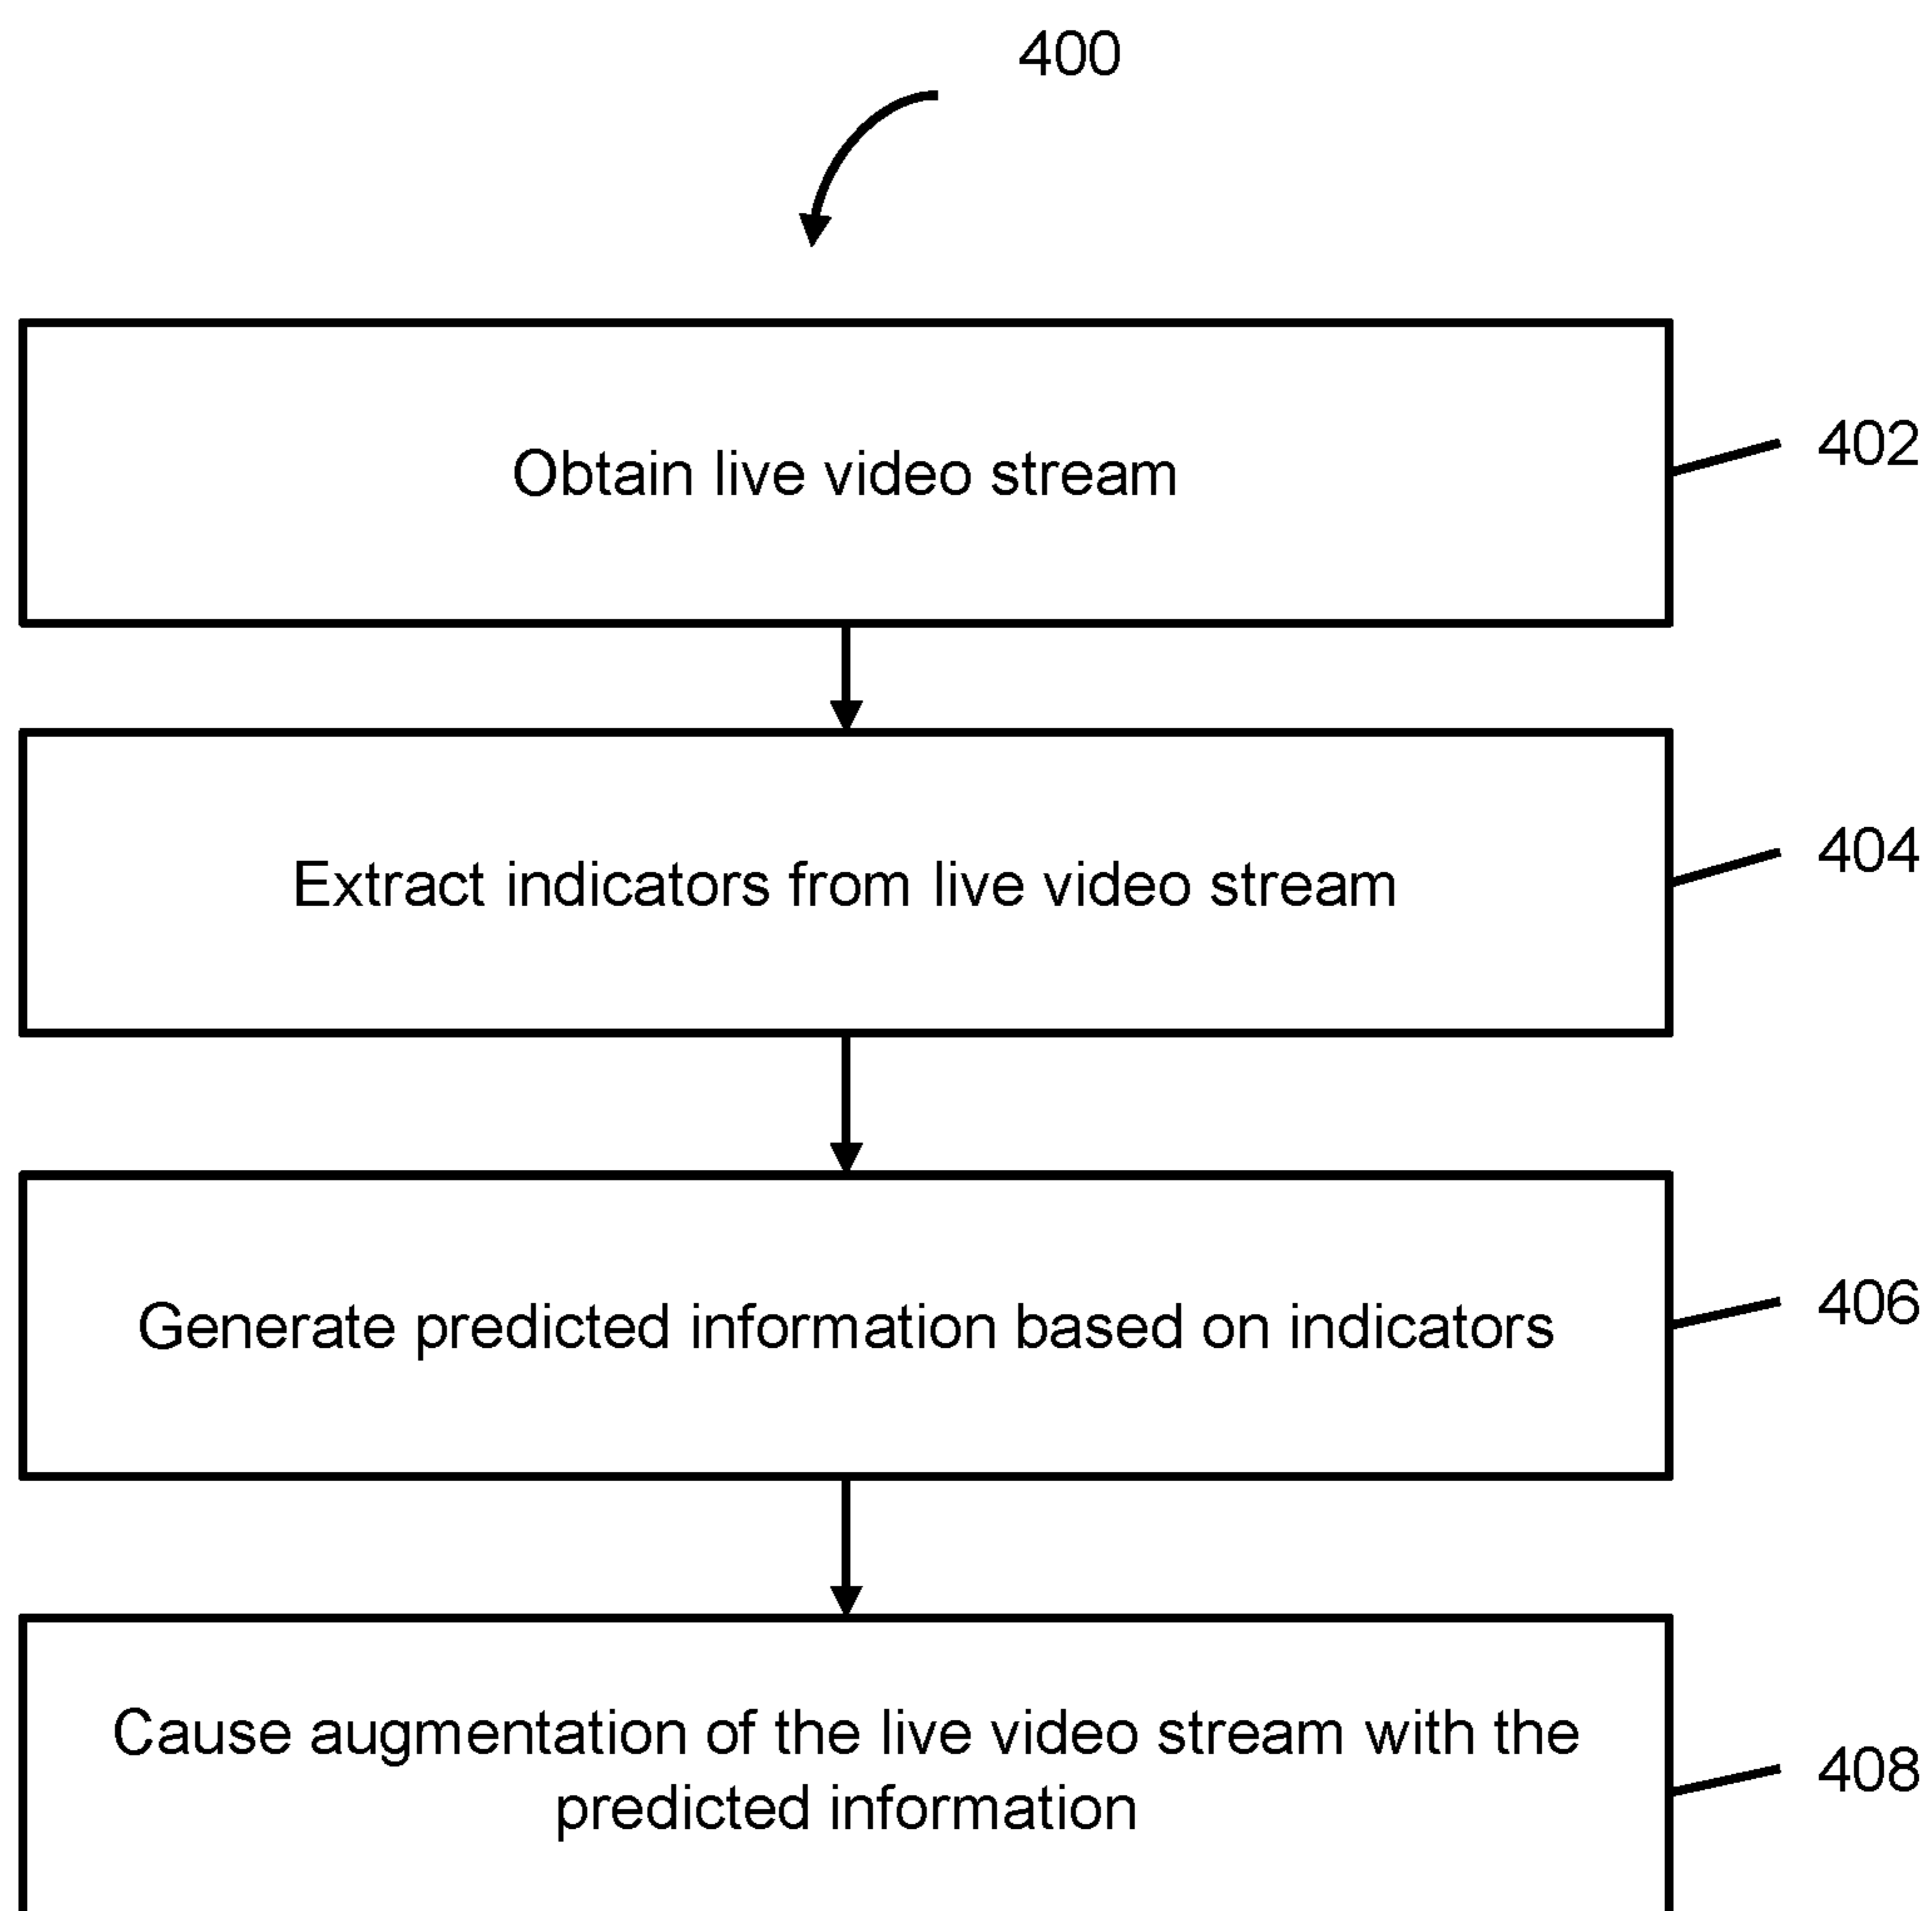 400
Obtain live video stream
402
Extract indicators from live video stream
404
Generate predicted information based on indicators
406
Cause augmentation of the live video stream with the
predicted information
408